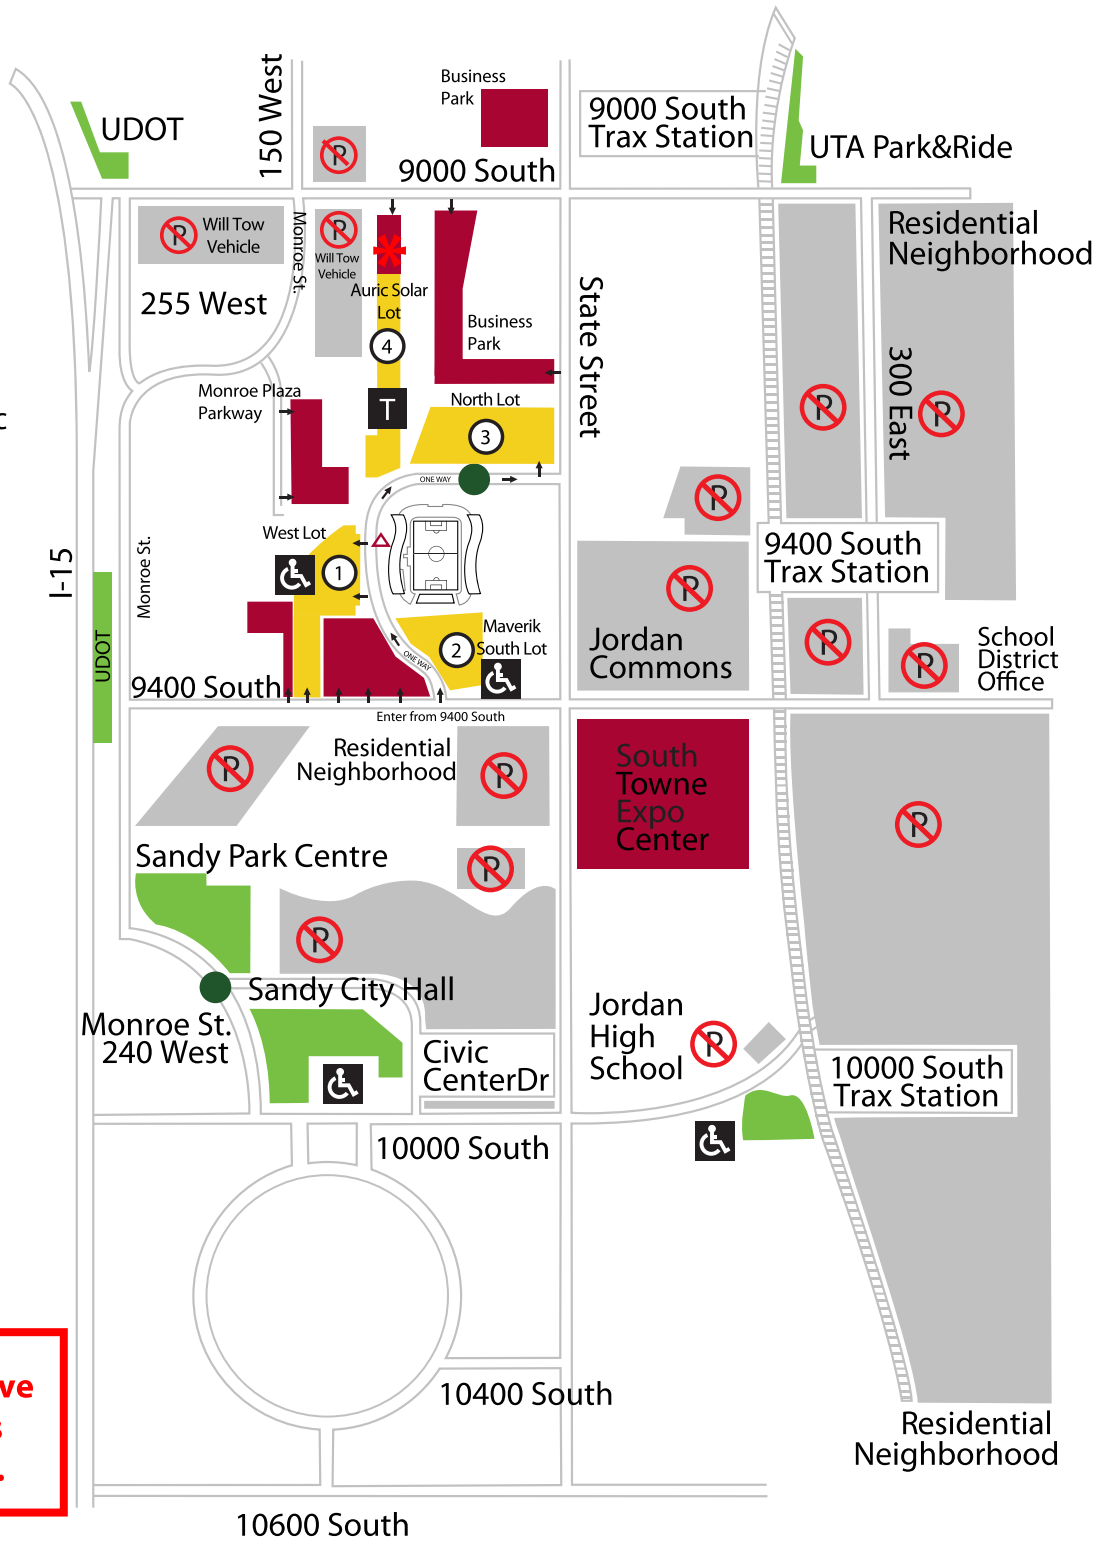 Business
Park
150 West
9000 South
Trax Station
UDOT
UTA Park&Ride
P
9000 South
P
Will Tow
Vehicle
Monroe St.
P
Will Tow
Vehicle
Residential
Neighborhood
255 West
Auric Solar
Lot
4
Business
Park
State Street
300 East
P
P
Monroe Plaza
Parkway
T
North Lot
3
c
ONE WAY
P
West Lot
1
9400 South
Trax Station
I-15
Monroe St.
P
Jordan
Commons
Maverik
South Lot
2
ONE WAY
P
P
School
District
Office
UDOT
9400 South
Enter from 9400 South
Residential
Neighborhood
P
P
South
Towne
Expo
Center
P
Sandy Park Centre
P
P
Sandy City Hall
Monroe St.
240 West
Civic
CenterDr
Jordan
High
School
P
10000 South
Trax Station
10000 South
10400 South
ve
s
.
Residential
Neighborhood
10600 South